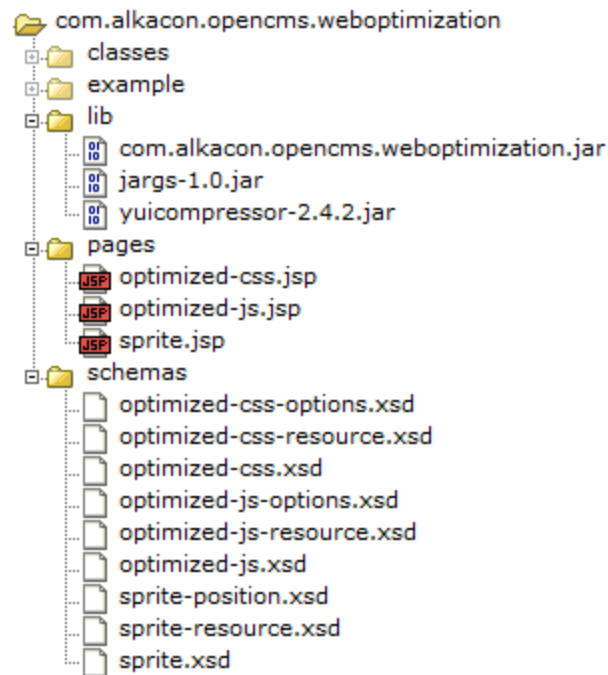 com.alkacon.opencms.weboptimization
classes
example
lib
com.alkacon.opencms.weboptimization.jar
jargs-1.0.jar
yuicompressor-2.4.2.jar
pages
JSP optimized-css.jsp
JSP optimized-js.jsp
JSP sprite.jsp
schemas
optimized-css-options.xsd
optimized-css-resource.xsd
optimized-css.xsd
optimized-js-options.xsd
optimized-js-resource.xsd
optimized-js.xsd
sprite-position.xsd
sprite-resource.xsd
sprite.xsd